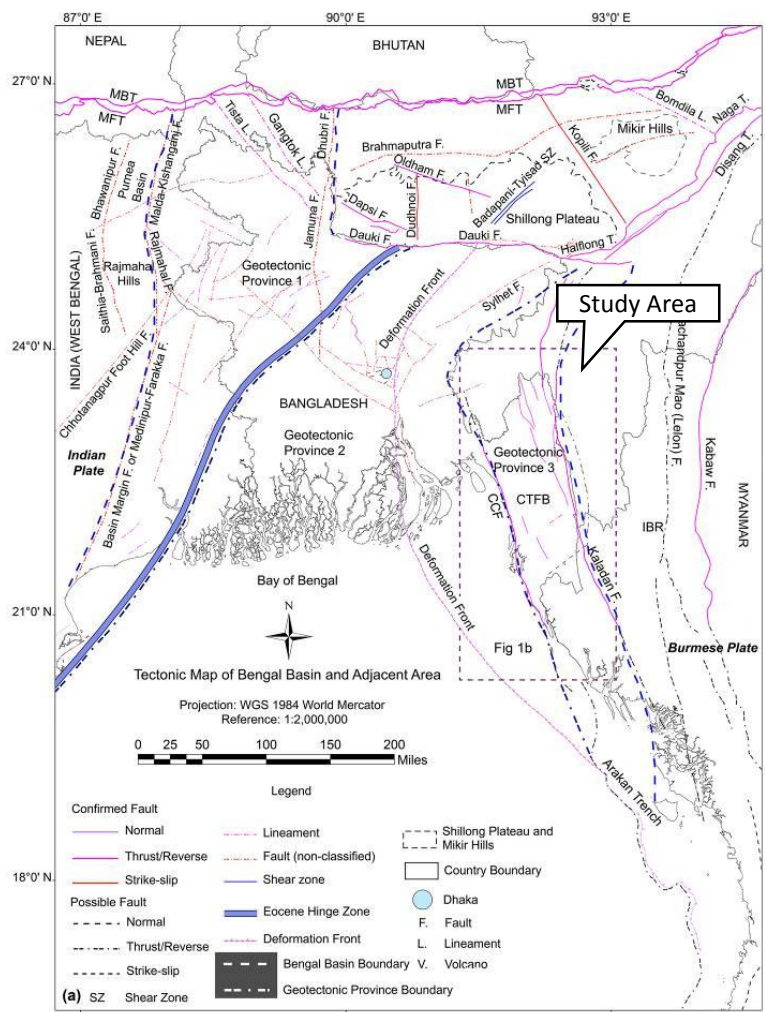 87°0' E
90°0' E
93°0' E
NEPAL
BHUTAN
27°0' N
MBT
MBT
MFT
MFT
Tista L.
Gangtok L.
Dhubri F.
Bomdila L.
Naga T.
Disang T.
Mikir Hills
Kopili F.
Brahmaputra F.
Oldham F.
Badapani-Tyisad SZ
Bhawanipur F.
Purnea
Basin
Malda-Kishanganj F.
Dapsi F.
Dudhnoi F.
Shillong Plateau
Jamuna F.
Dauki F.
Dauki F.
Halflong T.
Rajmahal
Hills
Rajmahal F.
Geotectonic
Province 1
Saithia-Brahmani F.
INDIA (WEST BENGAL)
Deformation Front
Sylhet F.
Study Area
24°0' N
Chhotanagpur Foot Hill F.
achandpur Mao (Lelon) F.
BANGLADESH
Geotectonic
Province 2
Indian
Plate
Basin Margin F. or Medinipur-Farakka F.
Geotectonic
Province 3
CTFB
CCF
Kabaw F.
MYANMAR
IBR
Bay of Bengal
Deformation Front
Kaladan F.
21°0' N
N
Fig 1b
Burmese Plate
Tectonic Map of Bengal Basin and Adjacent Area
Projection: WGS 1984 World Mercator
Reference: 1:2,000,000
0 25 50 100 150 200
Miles
Arakan Trench
18°0' N
Legend
Confirmed Fault
Normal
Thrust/Reverse
Strike-slip
Possible Fault
Normal
Thrust/Reverse
Strike-slip
SZ Shear Zone
Lineament
Fault (non-classified)
Shear zone
Eocene Hinge Zone
Deformation Front
Bengal Basin Boundary
Geotectonic Province Boundary
Shillong Plateau and
Mikir Hills
Country Boundary
Dhaka
F. Fault
L. Lineament
V. Volcano
(a)